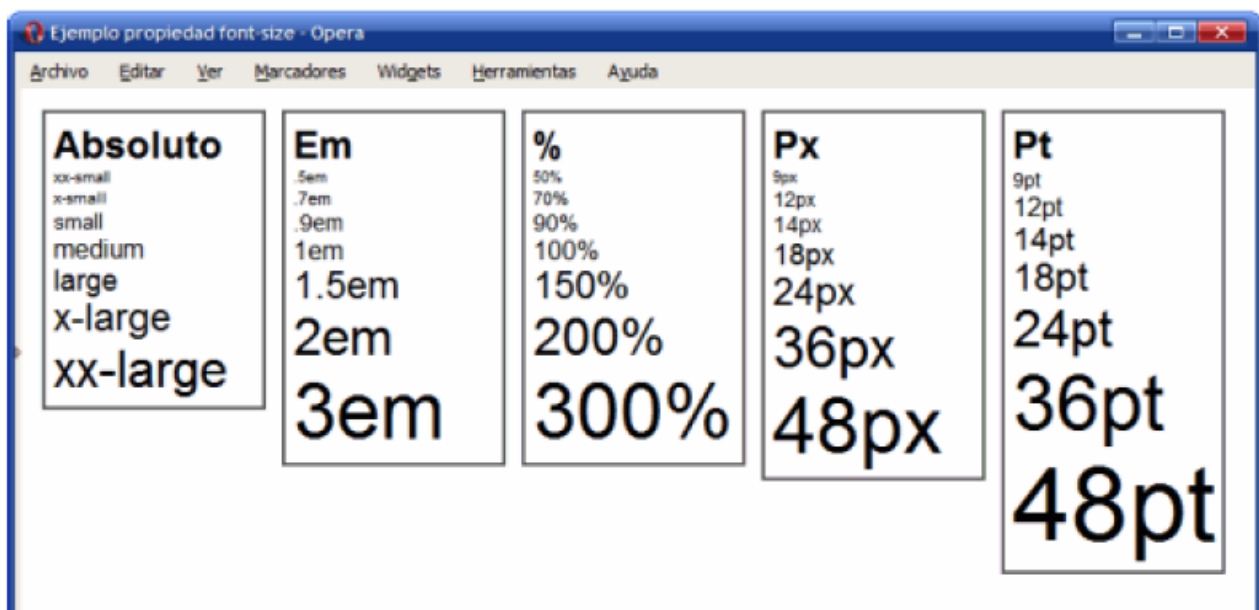 Ejemplo propiedad font-size - Opera
Archivo Editar Ver Marcadores Widgets Herramientas Ayuda
Absoluto
xx-small
x-small
small
medium
large
x-large
xx-large
Em
.5em
.7em
.9em
1em
1.5em
2em
3em
%
50%
70%
90%
100%
150%
200%
300%
Px
9px
12px
14px
18px
24px
36px
48px
Pt
9pt
12pt
14pt
18pt
24pt
36pt
48pt